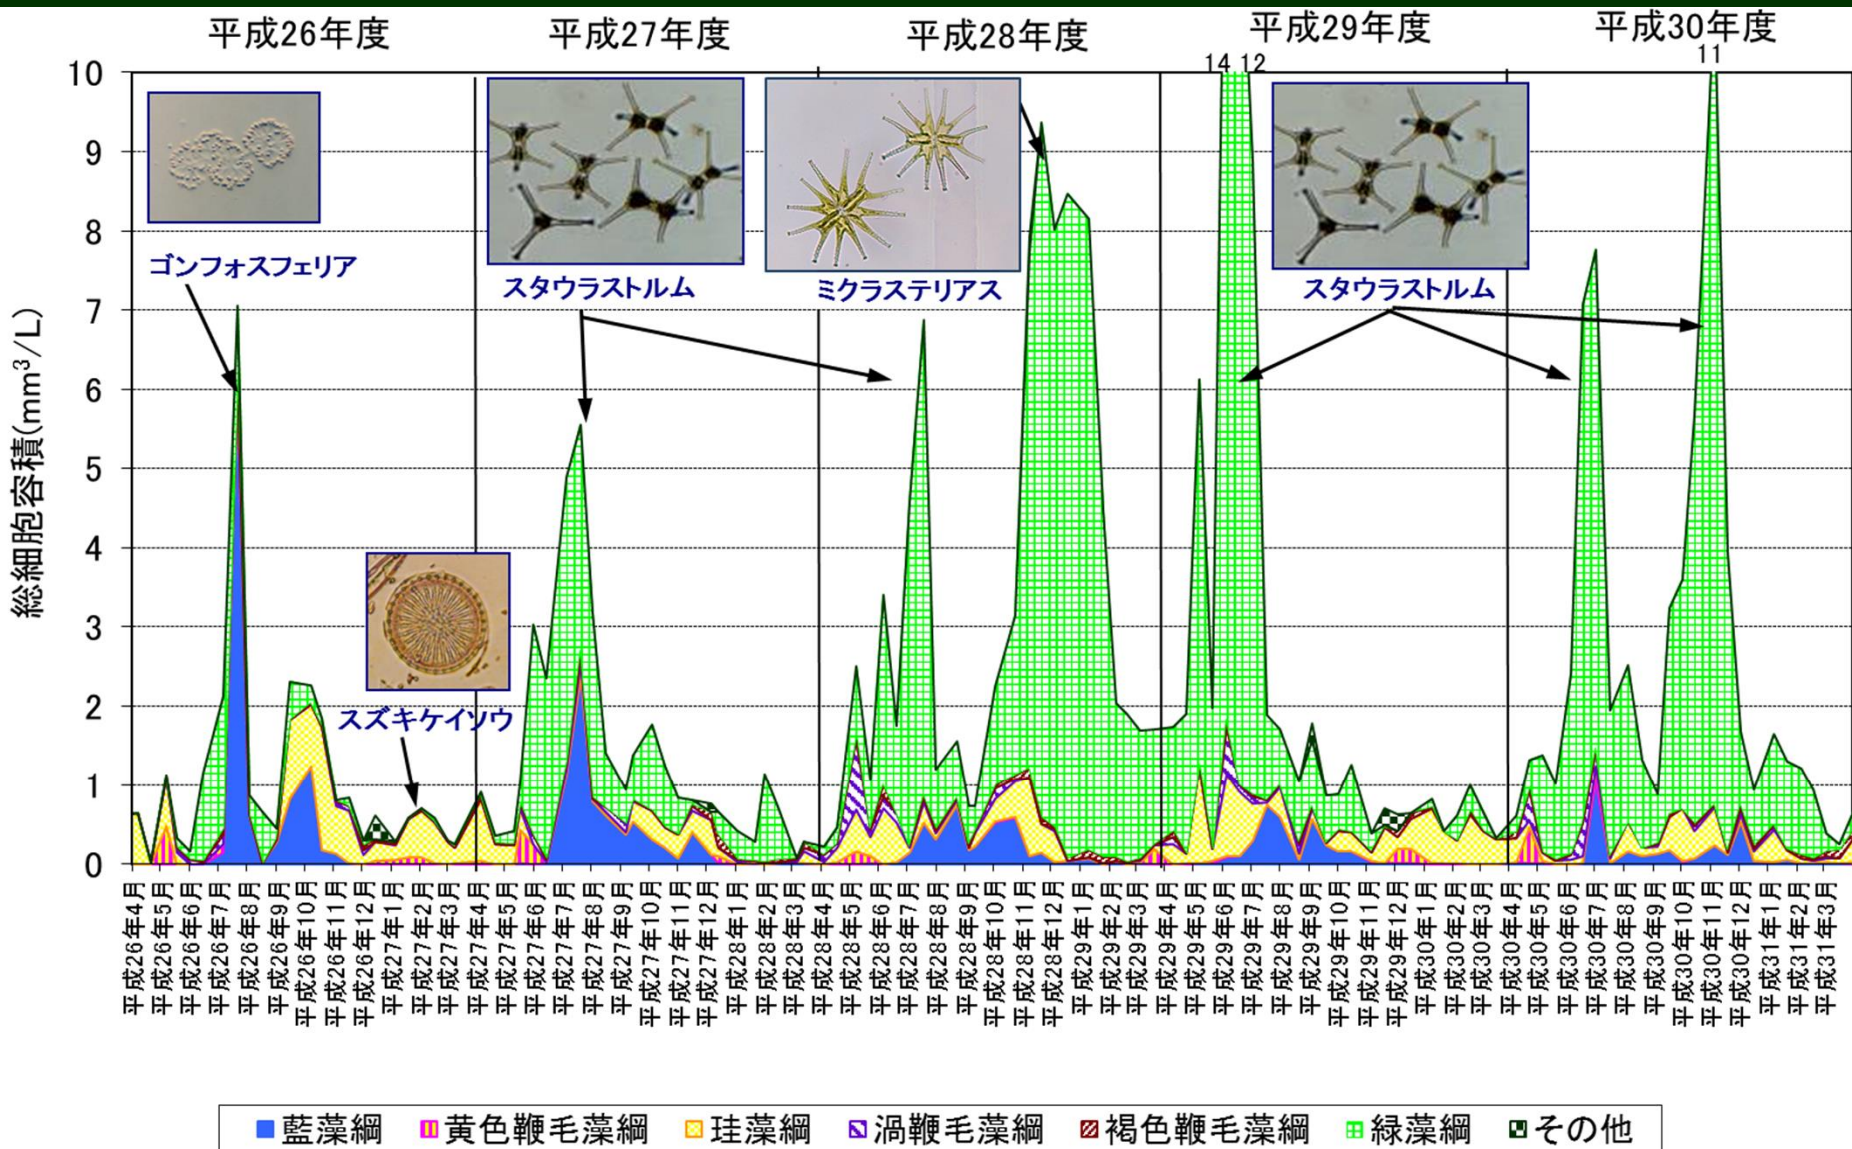 平成26年度 平成27年度 平成28年度 平成29年度 平成30年度
14 12
11
総細胞容積(mm³/L)
10
9
8
7
6
5
4
3
2
1
0
ゴンフォスフェリア
スタウラストルム
ミクラステリアス
スタウラストルム
スズキケイソウ
平成26年4月
平成26年5月
平成26年6月
平成26年7月
平成26年8月
平成26年9月
平成26年10月
平成26年11月
平成26年12月
平成27年1月
平成27年2月
平成27年3月
平成27年4月
平成27年5月
平成27年6月
平成27年7月
平成27年8月
平成27年9月
平成27年10月
平成27年11月
平成27年12月
平成28年1月
平成28年2月
平成28年3月
平成28年4月
平成28年5月
平成28年6月
平成28年7月
平成28年8月
平成28年9月
平成28年10月
平成28年11月
平成28年12月
平成29年1月
平成29年2月
平成29年3月
平成29年4月
平成29年5月
平成29年6月
平成29年7月
平成29年8月
平成29年9月
平成29年10月
平成29年11月
平成29年12月
平成30年1月
平成30年2月
平成30年3月
平成30年4月
平成30年5月
平成30年6月
平成30年7月
平成30年8月
平成30年9月
平成30年10月
平成30年11月
平成30年12月
平成31年1月
平成31年2月
平成31年3月
藍藻綱 黄色鞭毛藻綱 珪藻綱 渦鞭毛藻綱 褐色鞭毛藻綱 緑藻綱 その他